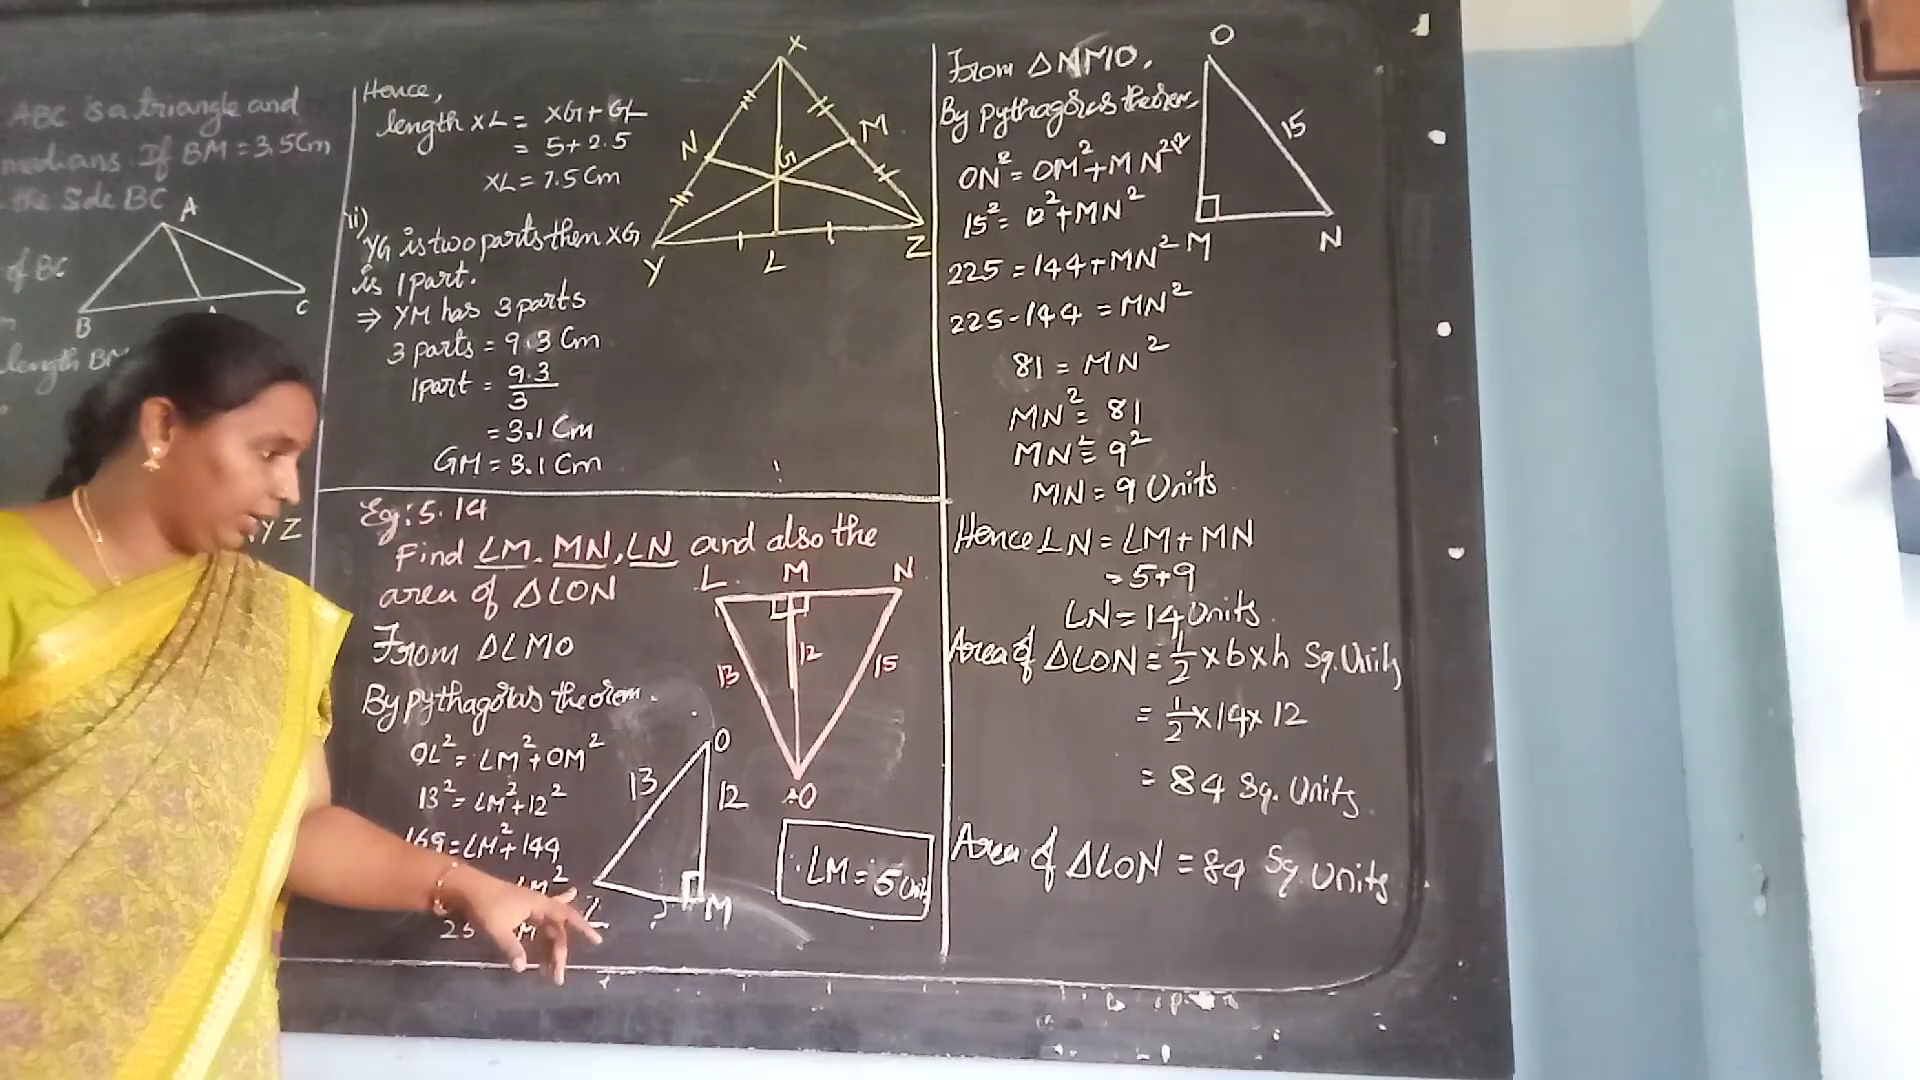 ABC is a triangle and
medians. If BM = 3.5Cm
the Side BC
of BC
length BM
A
B
C
YZ
Hence,
length XL = XG + GL
= 5 + 2.5
XL = 7.5 Cm
ii)
YG is two parts then XG
is 1 part.
⇒ YM has 3 parts
3 parts = 9.3 Cm
1 part = 9.3/3
= 3.1 Cm
GM = 3.1 Cm
X
N
M
G
Y
L
Z
Eg: 5.14
Find LM, MN, LN and also the
area of ΔLON
From ΔLMO
By pythagoras theorem.
OL² = LM² + OM²
13² = LM² + 12²
169 = LM² + 144
LM²
25
L
M
N
13
12
15
O
O
13
12
L
?
M
∴ LM = 5 Units
From ΔNMO,
By pythagoras theorem,
ON² = OM² + MN²
15² = 12² + MN²
225 = 144 + MN²
225 - 144 = MN²
81 = MN²
MN² = 81
MN² = 9²
MN = 9 Units
O
15
M
N
Hence LN = LM + MN
= 5 + 9
LN = 14 Units
Area of ΔLON = 1/2 × b × h Sq. Units
= 1/2 × 14 × 12
= 84 Sq. Units
Area of ΔLON = 84 Sq. Units